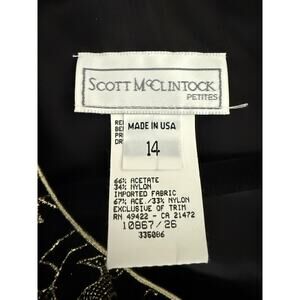 SCOTT McCLINTOCK
PETITES
MADE IN USA
14
66% ACETATE
34% NYLON
IMPORTED FABRIC
67% ACE./33% NYLON
EXCLUSIVE OF TRIM
RN 49422 - CA 21472
10867/26
335086